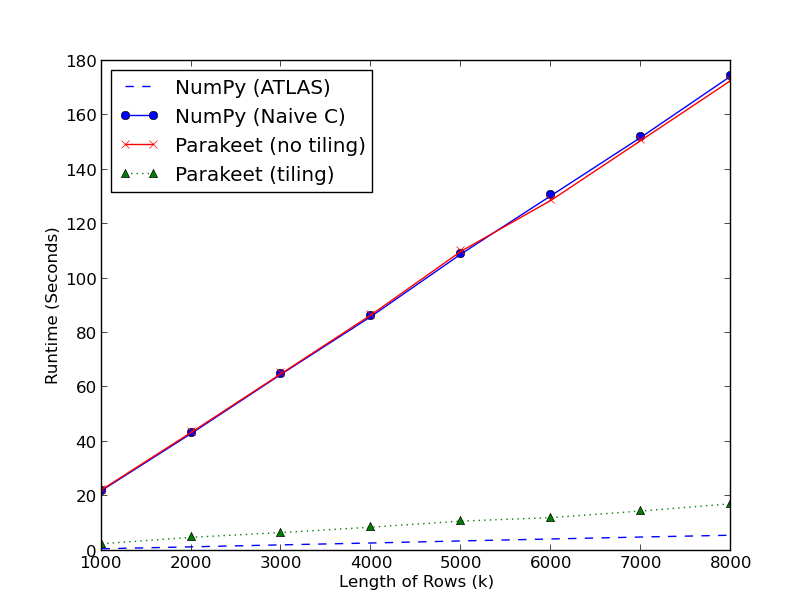 NumPy (ATLAS)
NumPy (Naive C)
Parakeet (no tiling)
Parakeet (tiling)
Runtime (Seconds)
180
160
140
120
100
80
60
40
20
0
1000 2000 3000 4000 5000 6000 7000 8000
Length of Rows (k)